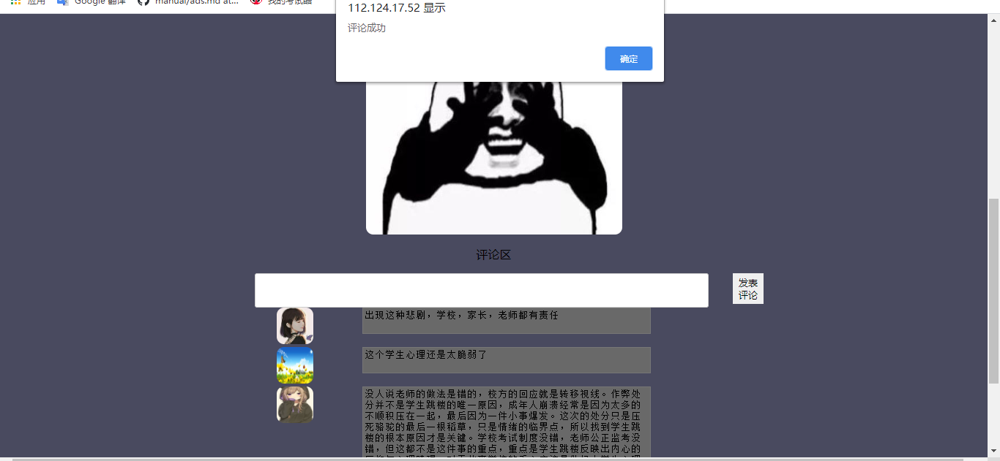 应用 Google 翻译 manual/ads.md at... 我的考试酷
112.124.17.52 显示
评论成功
确定
评论区
发表
评论
出现这种悲剧，学校，家长，老师都有责任
这个学生心理还是太脆弱了
没人说老师的做法是错的，校方的回应就是转移视线。作弊处
分并不是学生跳楼的唯一原因，成年人崩溃经常是因为太多的
不顺积压在一起，最后因为一件小事爆发。这次的处分只是压
死骆驼的最后一根稻草，只是情绪的临界点，所以找到学生跳
楼的根本原因才是关键。学校考试制度没错，老师公正监考没
错，但这都不是这件事的重点，重点是学生跳楼反映出内心的